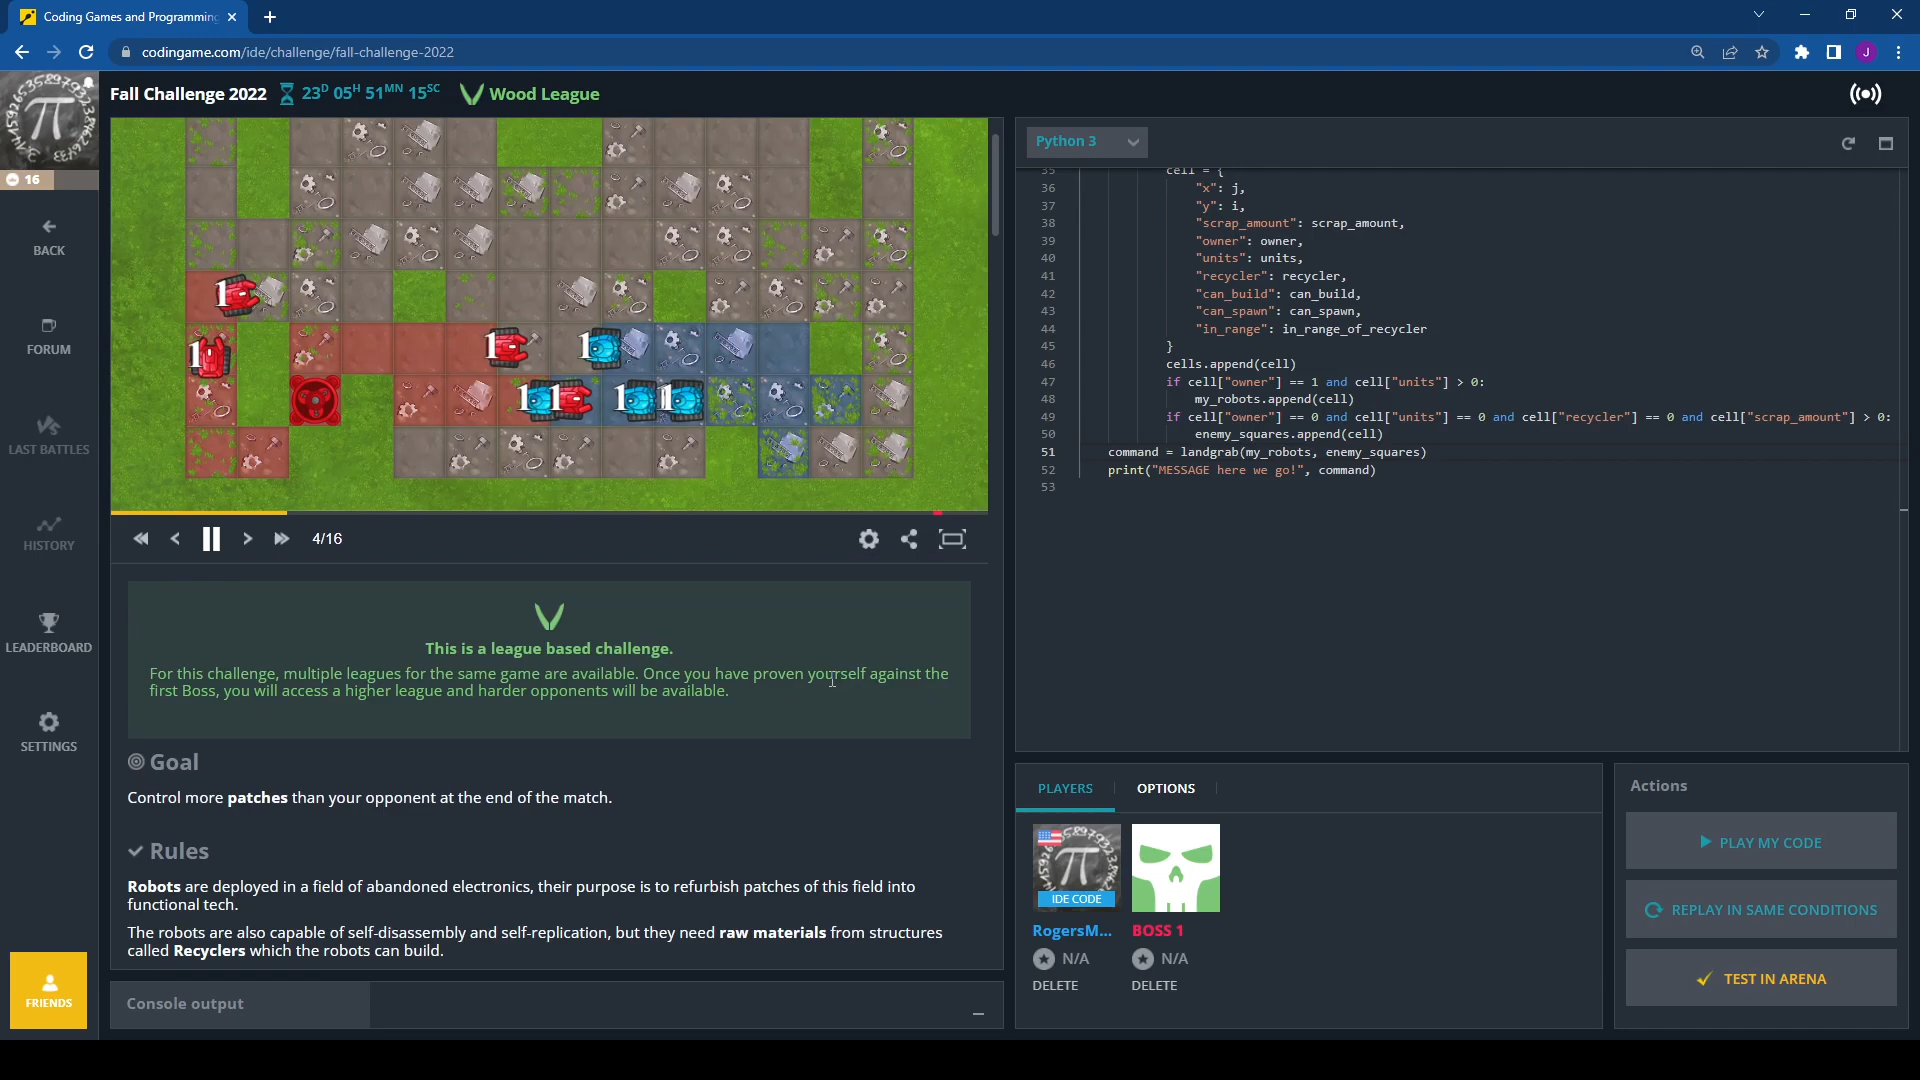 Coding Games and Programming
codingame.com/ide/challenge/fall-challenge-2022
J
Fall Challenge 2022 23D 05H 51MN 15SC Wood League
16
BACK
FORUM
LAST BATTLES
HISTORY
LEADERBOARD
SETTINGS
FRIENDS
1
1 1 1
1 1 1 1
4/16
This is a league based challenge.
For this challenge, multiple leagues for the same game are available. Once you have proven yourself against the
first Boss, you will access a higher league and harder opponents will be available.
Goal
Control more patches than your opponent at the end of the match.
Rules
Robots are deployed in a field of abandoned electronics, their purpose is to refurbish patches of this field into
functional tech.
The robots are also capable of self-disassembly and self-replication, but they need raw materials from structures
called Recyclers which the robots can build.
Console output
Python 3
35 cell = {
36 "x": j,
37 "y": i,
38 "scrap_amount": scrap_amount,
39 "owner": owner,
40 "units": units,
41 "recycler": recycler,
42 "can_build": can_build,
43 "can_spawn": can_spawn,
44 "in_range": in_range_of_recycler
45 }
46 cells.append(cell)
47 if cell["owner"] == 1 and cell["units"] > 0:
48 my_robots.append(cell)
49 if cell["owner"] == 0 and cell["units"] == 0 and cell["recycler"] == 0 and cell["scrap_amount"] > 0:
50 enemy_squares.append(cell)
51 command = landgrab(my_robots, enemy_squares)
52 print("MESSAGE here we go!", command)
53
PLAYERS OPTIONS
IDE CODE
RogersM... BOSS 1
N/A N/A
DELETE DELETE
Actions
PLAY MY CODE
REPLAY IN SAME CONDITIONS
TEST IN ARENA